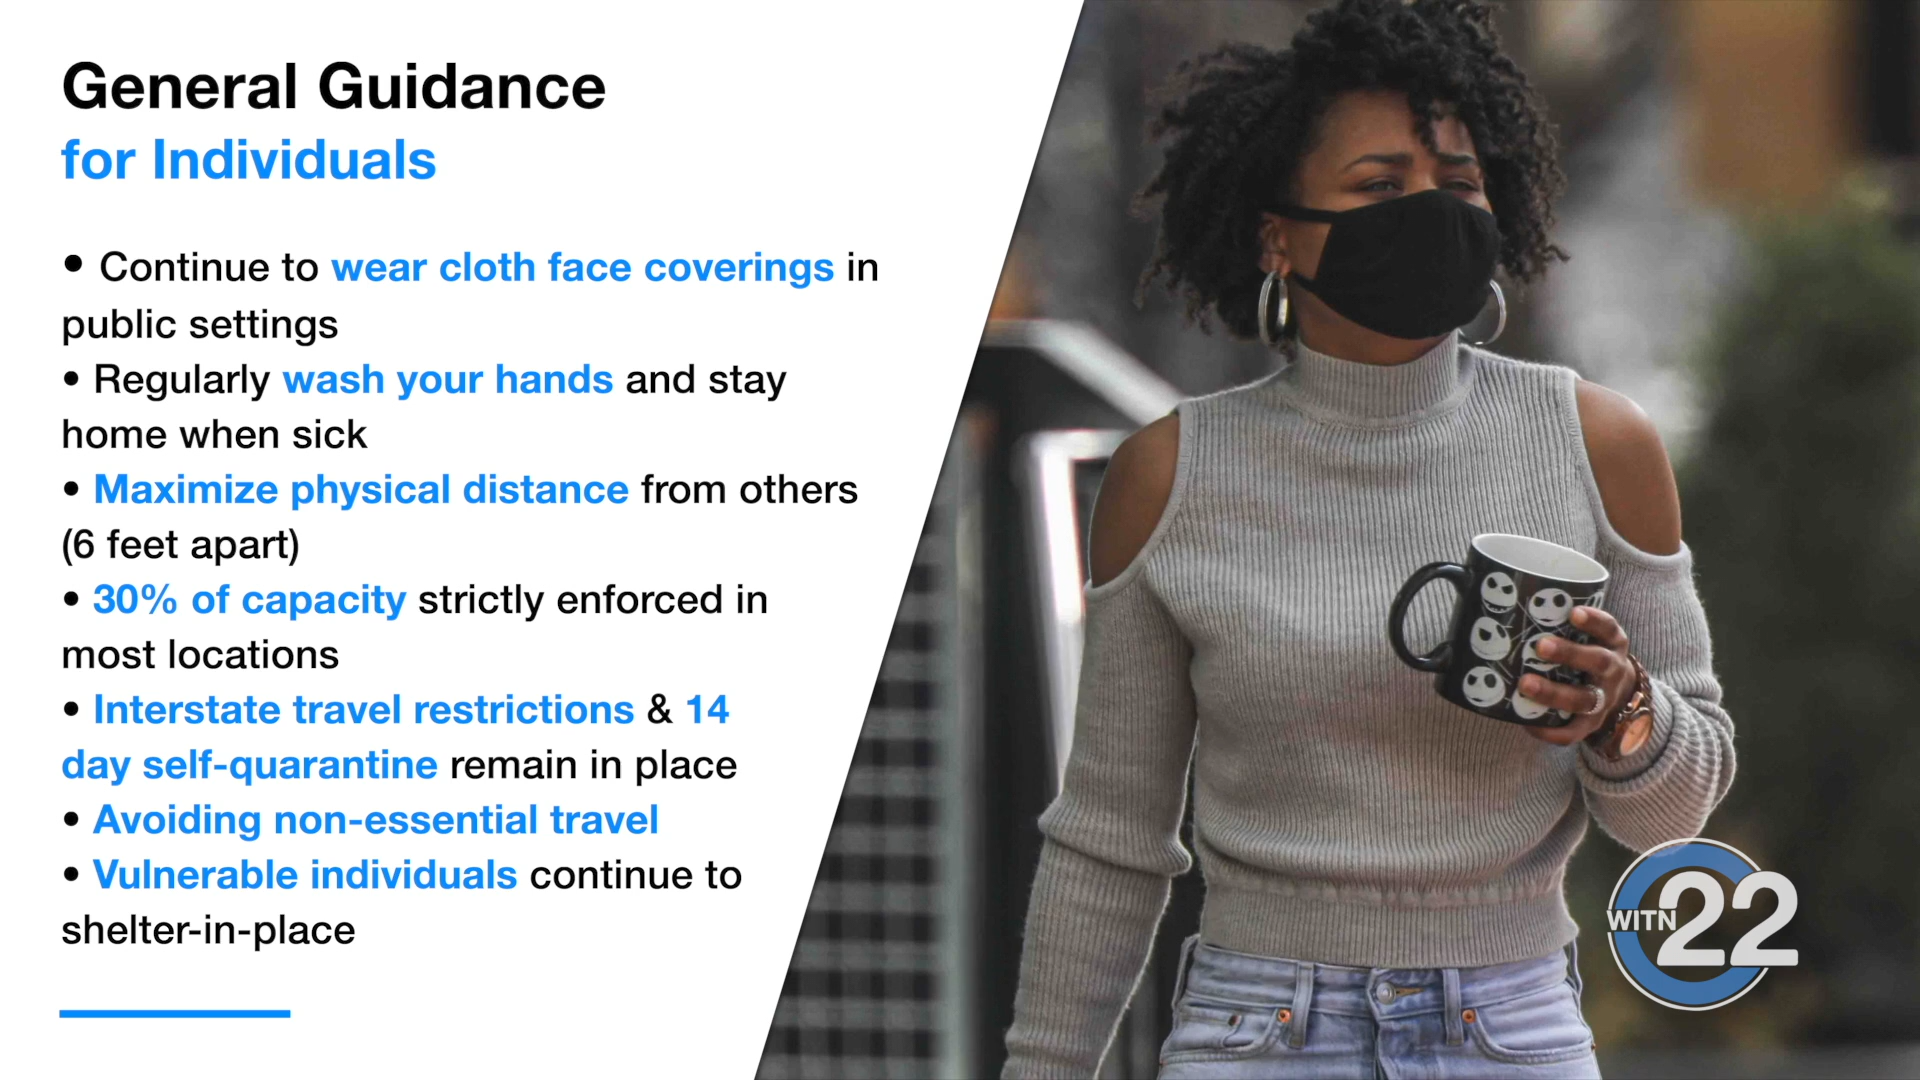 General Guidance
for Individuals
• Continue to wear cloth face coverings in
public settings
• Regularly wash your hands and stay
home when sick
• Maximize physical distance from others
(6 feet apart)
• 30% of capacity strictly enforced in
most locations
• Interstate travel restrictions & 14
day self-quarantine remain in place
• Avoiding non-essential travel
• Vulnerable individuals continue to
shelter-in-place
WITN 22